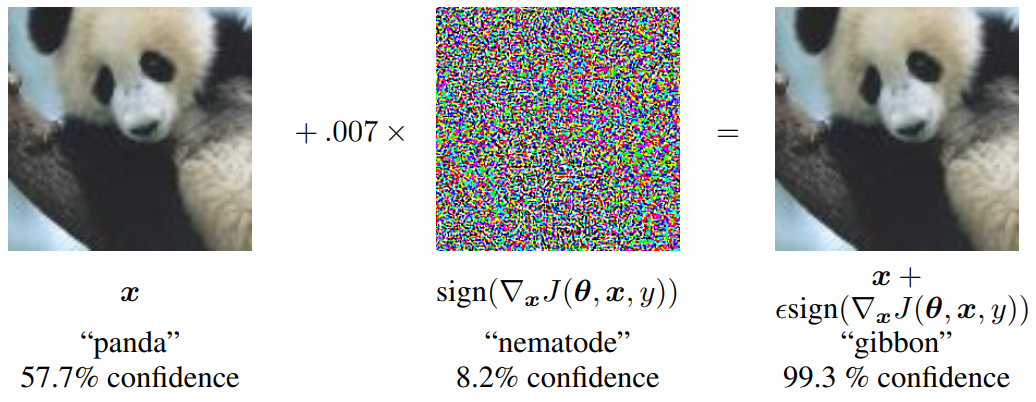 + .007 ×
=
x
sign(∇ₓJ(θ, x, y))
x +
ϵsign(∇ₓJ(θ, x, y))
“panda”
“nematode”
“gibbon”
57.7% confidence
8.2% confidence
99.3 % confidence